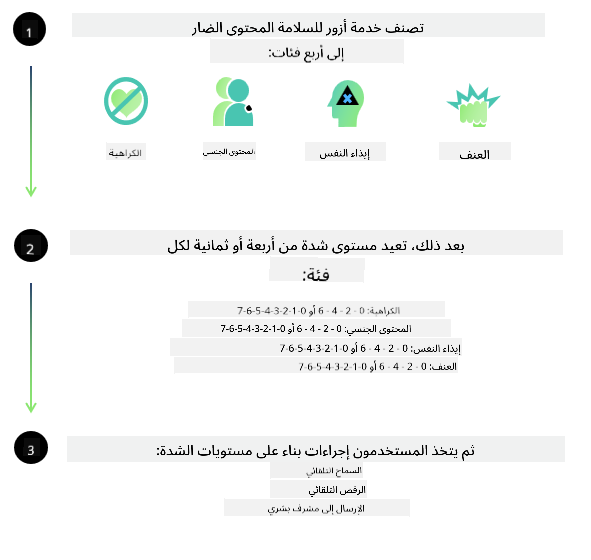 1
تصنف خدمة أزور للسلامة المحتوى الضار
إلى أربع فئات:
العنف
إيذاء النفس
المحتوى الجنسي.
الكراهية
2
بعد ذلك، تعيد مستوى شدة من أربعة أو ثمانية لكل
فئة:
الكراهية: 0 - 2 - 4 - 6 أو 0-1-2-3-4-5-6-7
المحتوى الجنسي: 0 - 2 - 4 - 6 أو 0-1-2-3-4-5-6-7
إيذاء النفس: 0 - 2 - 4 - 6 أو 0-1-2-3-4-5-6-7
العنف: 0 - 2 - 4 - 6 أو 0-1-2-3-4-5-6-7
3
ثم يتخذ المستخدمون إجراءات بناء على مستويات الشدة:
السماح التلقائي
الرفض التلقائي
الإرسال إلى مشرف بشري